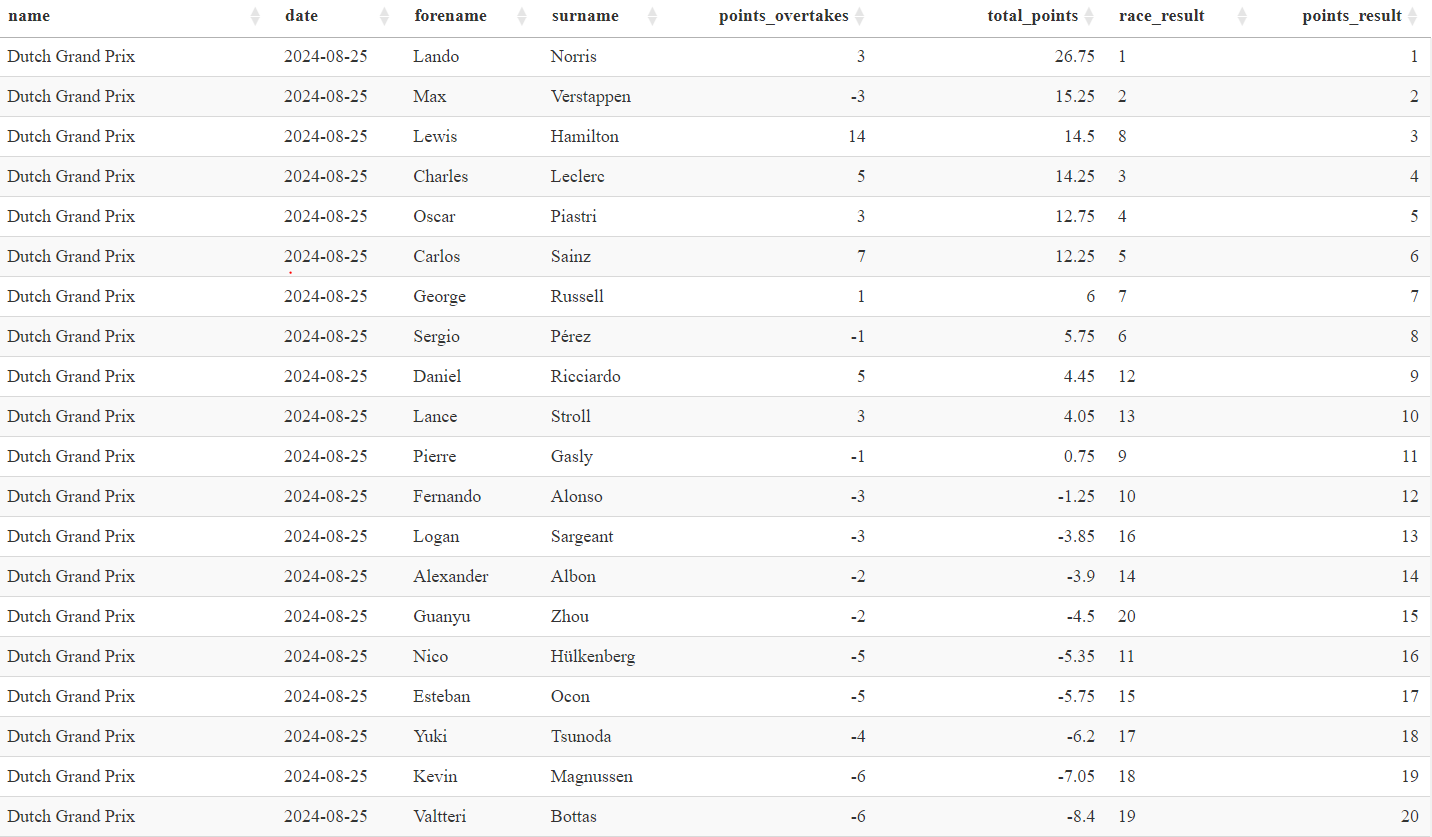 name date forename surname points_overtakes total_points race_result points_result
Dutch Grand Prix 2024-08-25 Lando Norris 3 26.75 1 1
Dutch Grand Prix 2024-08-25 Max Verstappen -3 15.25 2 2
Dutch Grand Prix 2024-08-25 Lewis Hamilton 14 14.5 8 3
Dutch Grand Prix 2024-08-25 Charles Leclerc 5 14.25 3 4
Dutch Grand Prix 2024-08-25 Oscar Piastri 3 12.75 4 5
Dutch Grand Prix 2024-08-25 Carlos Sainz 7 12.25 5 6
Dutch Grand Prix 2024-08-25 George Russell 1 6 7 7
Dutch Grand Prix 2024-08-25 Sergio Pérez -1 5.75 6 8
Dutch Grand Prix 2024-08-25 Daniel Ricciardo 5 4.45 12 9
Dutch Grand Prix 2024-08-25 Lance Stroll 3 4.05 13 10
Dutch Grand Prix 2024-08-25 Pierre Gasly -1 0.75 9 11
Dutch Grand Prix 2024-08-25 Fernando Alonso -3 -1.25 10 12
Dutch Grand Prix 2024-08-25 Logan Sargeant -3 -3.85 16 13
Dutch Grand Prix 2024-08-25 Alexander Albon -2 -3.9 14 14
Dutch Grand Prix 2024-08-25 Guanyu Zhou -2 -4.5 20 15
Dutch Grand Prix 2024-08-25 Nico Hülkenberg -5 -5.35 11 16
Dutch Grand Prix 2024-08-25 Esteban Ocon -5 -5.75 15 17
Dutch Grand Prix 2024-08-25 Yuki Tsunoda -4 -6.2 17 18
Dutch Grand Prix 2024-08-25 Kevin Magnussen -6 -7.05 18 19
Dutch Grand Prix 2024-08-25 Valtteri Bottas -6 -8.4 19 20